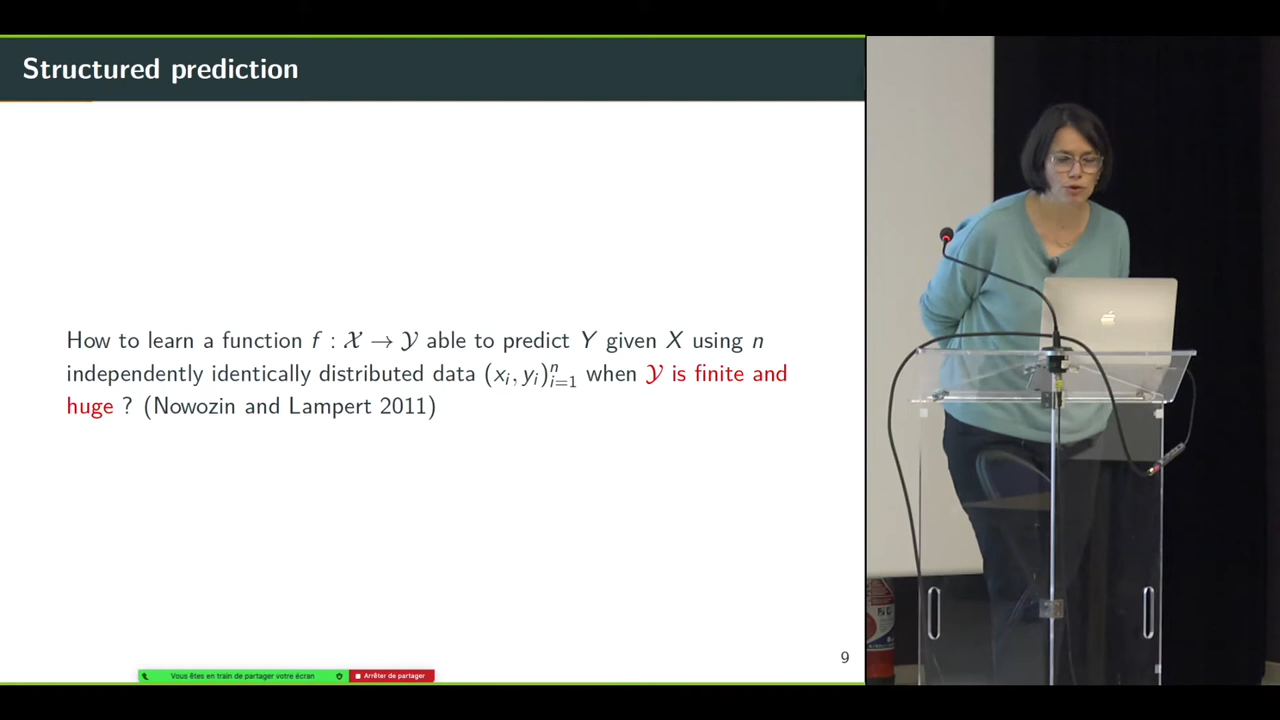 Structured prediction
How to learn a function f : 𝒳 → 𝒴 able to predict Y given X using n
independently identically distributed data (xᵢ, yᵢ)ⁿᵢ₌₁ when 𝒴 is finite and
huge ? (Nowozin and Lampert 2011)
9
Vous êtes en train de partager votre écran
Arrêter de partager